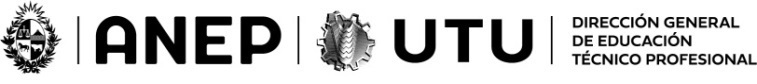 ANEP
UTU
DIRECCIÓN GENERAL
DE EDUCACIÓN
TÉCNICO PROFESIONAL